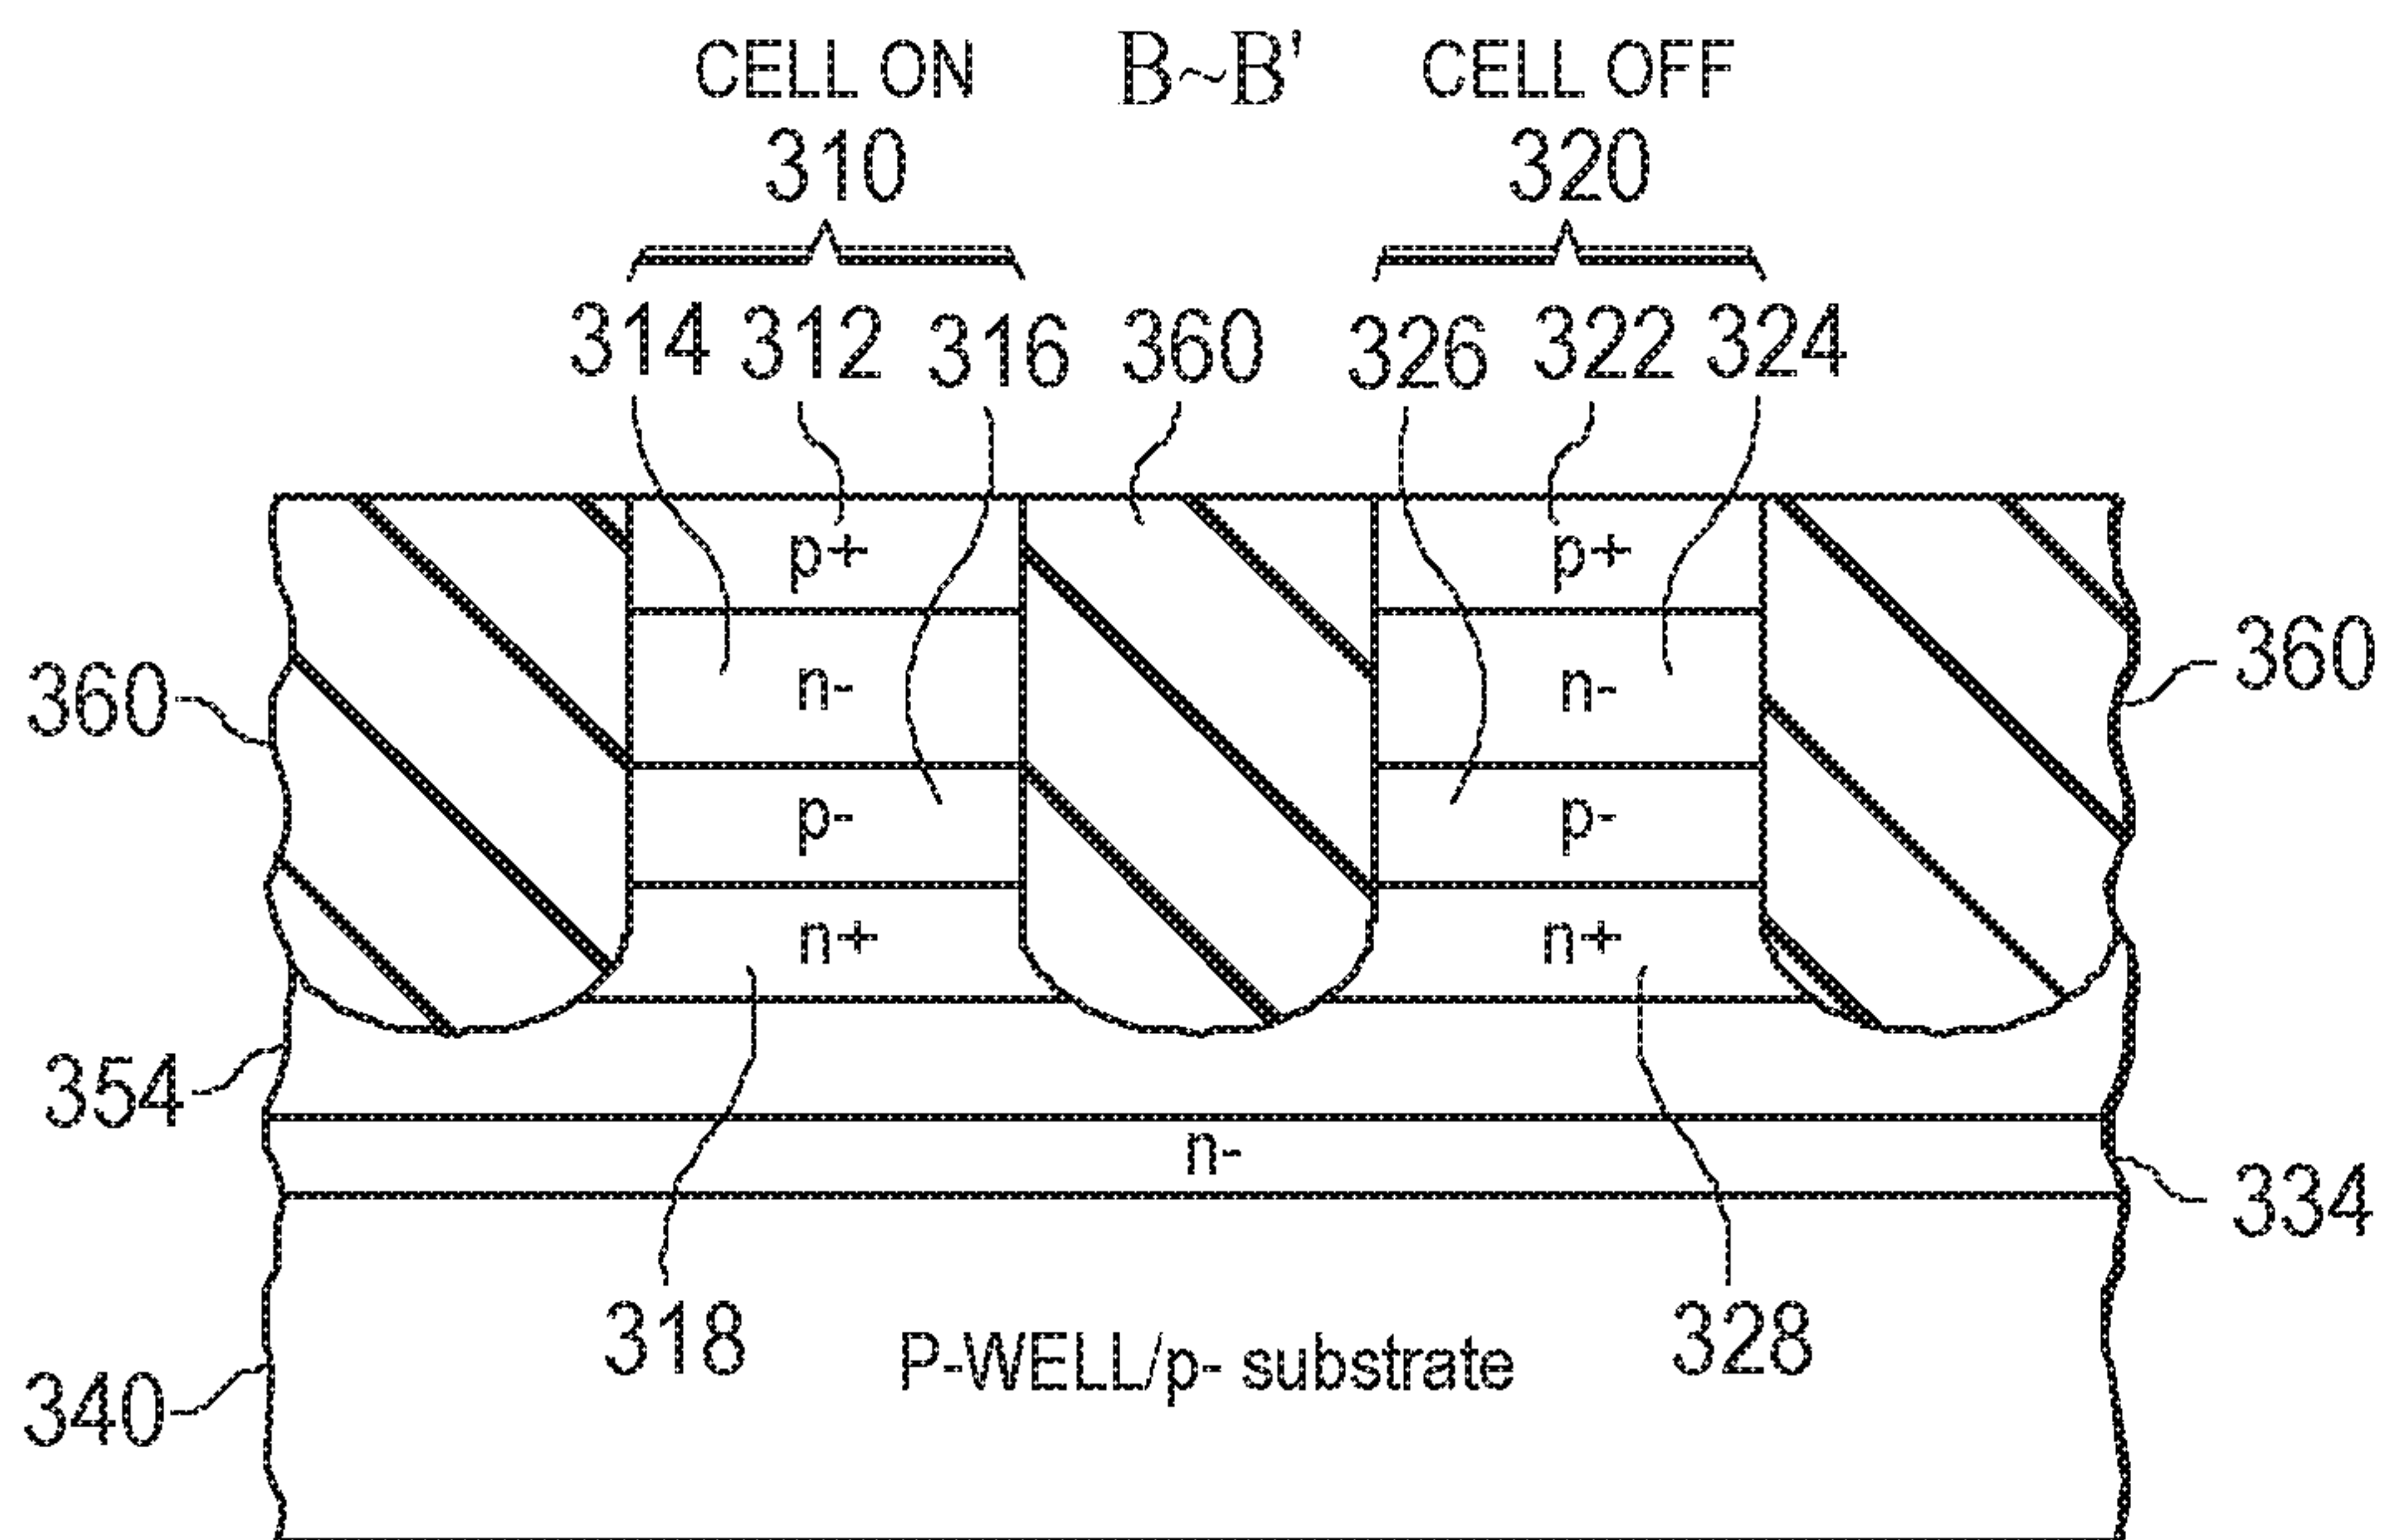 CELL ON B~B' CELL OFF
310 320
314 312 316 360 326 322 324
p+ p+
360 n- n- 360
p- p-
n+ n+
354
n-
334
318 328
340 P-WELL/p- substrate